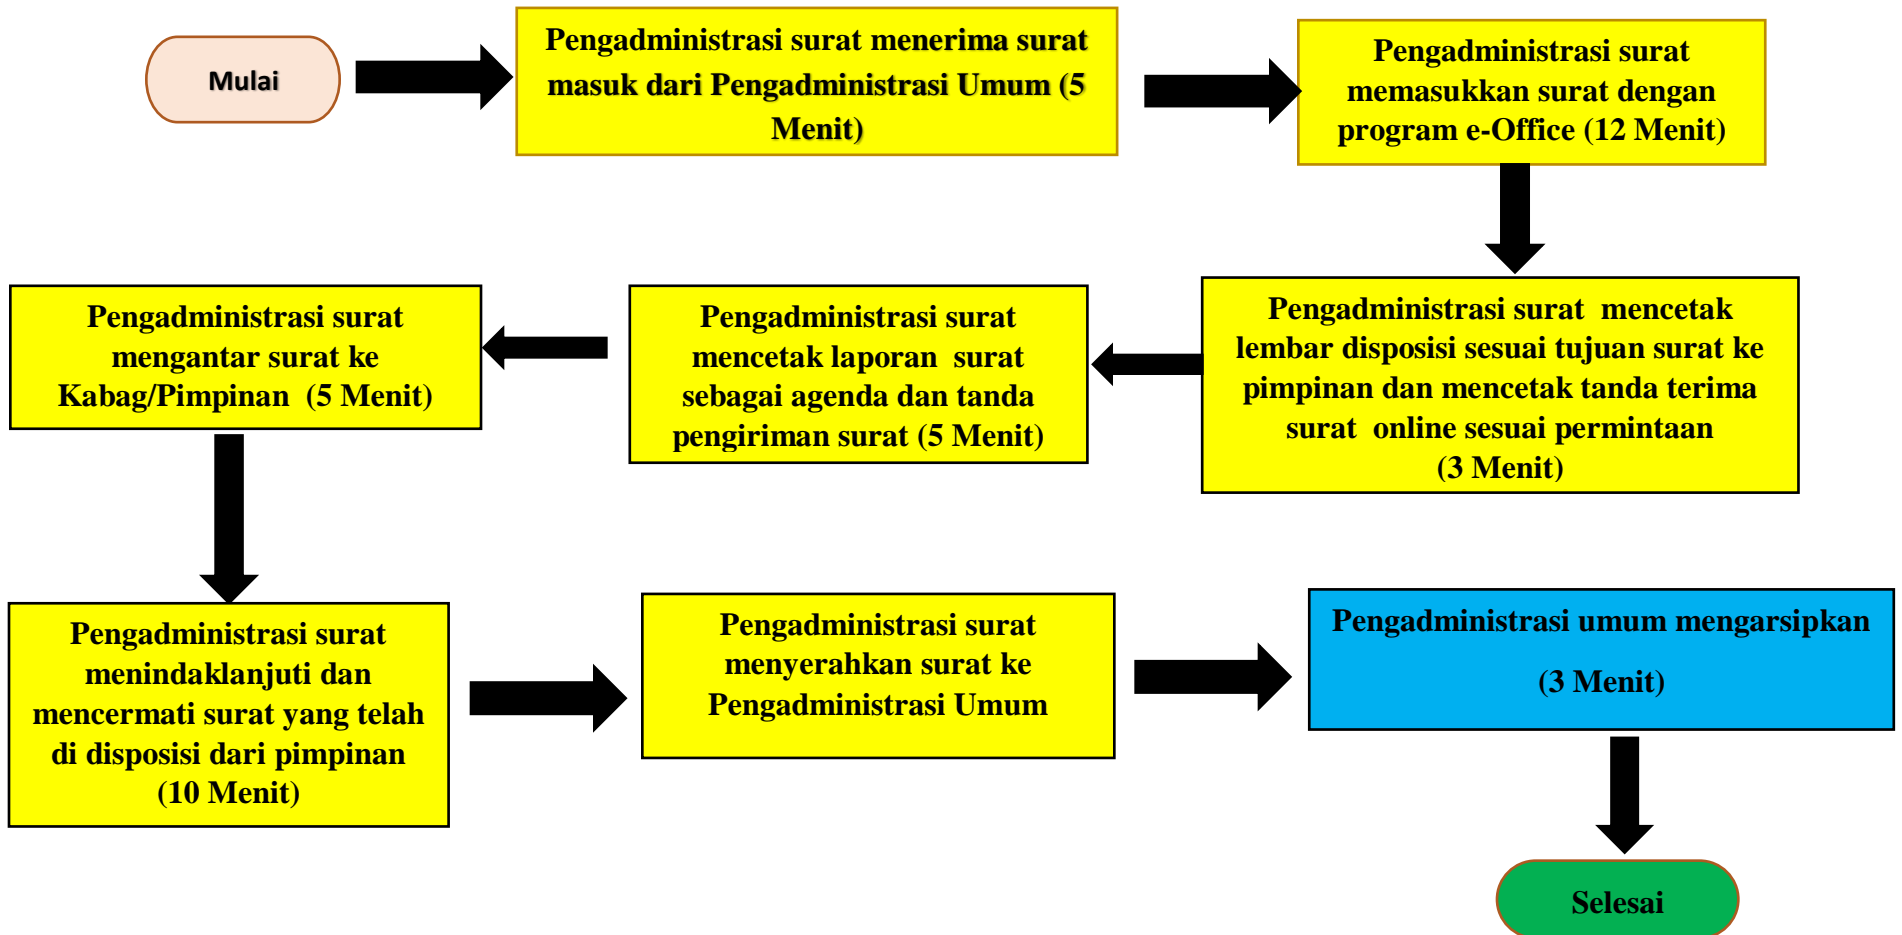 Mulai
Pengadministrasi surat menerima surat
masuk dari Pengadministrasi Umum (5
Menit)
Pengadministrasi surat
memasukkan surat dengan
program e-Office (12 Menit)
Pengadministrasi surat mencetak
lembar disposisi sesuai tujuan surat ke
pimpinan dan mencetak tanda terima
surat online sesuai permintaan
(3 Menit)
Pengadministrasi surat
mencetak laporan surat
sebagai agenda dan tanda
pengiriman surat (5 Menit)
Pengadministrasi surat
mengantar surat ke
Kabag/Pimpinan (5 Menit)
Pengadministrasi surat
menindaklanjuti dan
mencermati surat yang telah
di disposisi dari pimpinan
(10 Menit)
Pengadministrasi surat
menyerahkan surat ke
Pengadministrasi Umum
Pengadministrasi umum mengarsipkan
(3 Menit)
Selesai